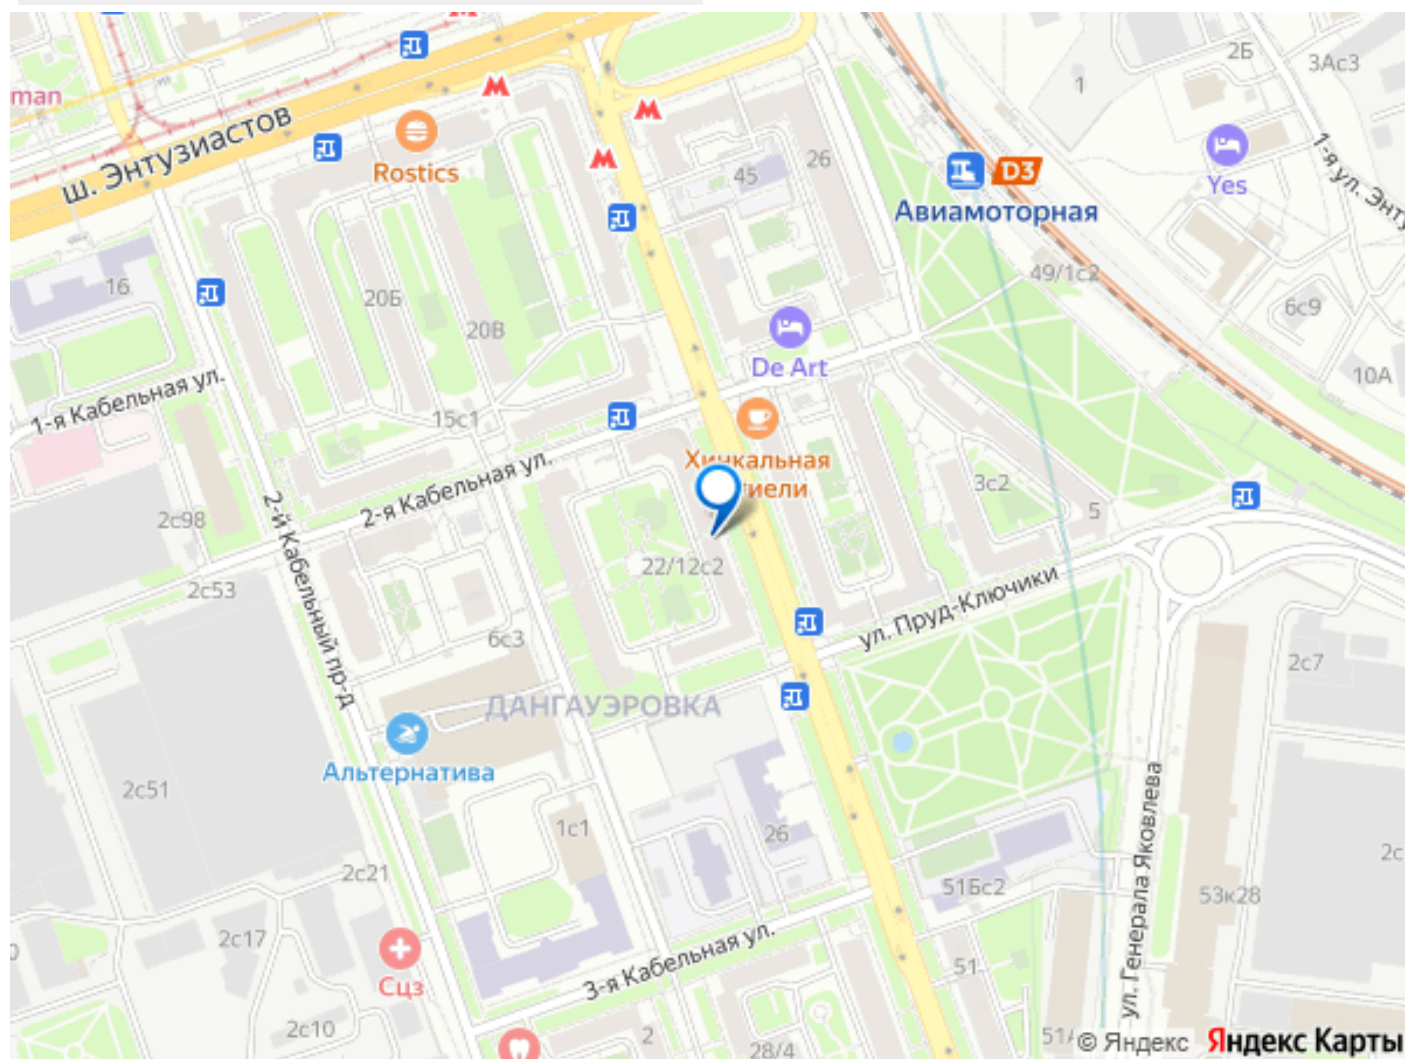 man
ш. Энтузиастов
Rostics
45
26
1
2Б
3Ас3
D3
Авиамоторная
Yes
1-я ул. Энту
16
20Б
20В
49/1с2
6с9
De Art
10А
1-я Кабельная ул.
15с1
Хинкальная
2-я Кабельная ул.
2с98
3с2
5
2-й Кабельный пр-д
22/12с2
2с53
ул. Пруд-Ключики
6с3
2с7
ДАНГАУЭРОВКА
Альтернатива
2с51
1с1
26
2с21
51Бс2
53к28
ул. Генерала Яковлева
2с17
3-я Кабельная ул.
51
Сцз
2с10
2
28/4
© Яндекс Яндекс Карты